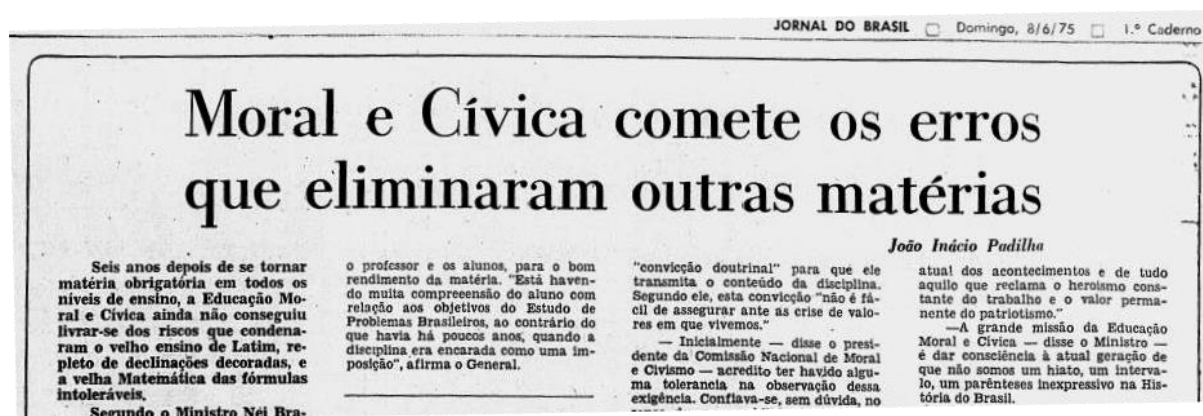 JORNAL DO BRASIL □ Domingo, 8/6/75 □ 1.º Caderno
Moral e Cívica comete os erros
que eliminaram outras matérias
João Inácio Padilha
Seis anos depois de se tornar
matéria obrigatória em todos os
níveis de ensino, a Educação Mo-
ral e Cívica ainda não conseguiu
livrar-se dos riscos que condena-
ram o velho ensino de Latim, re-
pleto de declinações decoradas, e
a velha Matemática das fórmulas
intoleráveis.
Segundo o Ministro Néi Bra-
o professor e os alunos, para o bom
rendimento da matéria. "Está haven-
do muita compreeensão do aluno com
relação aos objetivos do Estudo de
Problemas Brasileiros, ao contrário do
que havia há poucos anos, quando a
disciplina era encarada como uma im-
posição", afirma o General.
"convicção doutrinal" para que ele
transmita o conteúdo da disciplina.
Segundo ele, esta convicção "não é fá-
cil de assegurar ante as crise de valo-
res em que vivemos."
— Inicialmente — disse o presi-
dente da Comissão Nacional de Moral
e Civismo — acredito ter havido algu-
ma tolerancia na observação dessa
exigência. Confiava-se, sem dúvida, no
atual dos acontecimentos e de tudo
aquilo que reclama o heroismo cons-
tante do trabalho e o valor perma-
nente do patriotismo."
—A grande missão da Educação
Moral e Cívica — disse o Ministro —
é dar consciência à atual geração de
que não somos um hiato, um interva-
lo, um parênteses inexpressivo na His-
tória do Brasil.